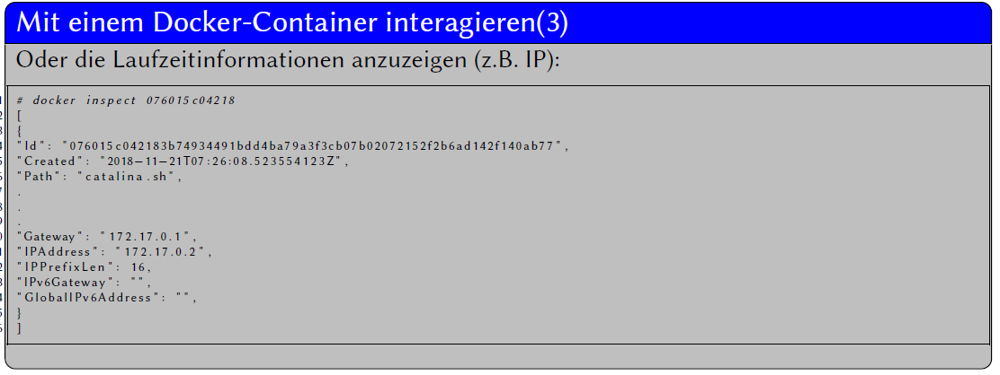 Mit einem Docker-Container interagieren(3)
Oder die Laufzeitinformationen anzuzeigen (z.B. IP):
# docker inspect 076015c04218
[
{
"Id": "076015c042183b74934491bdd4ba79a3f3cb07b02072152f2b6ad142f140ab77",
"Created": "2018−11−21T07:26:08.523554123Z",
"Path": "catalina.sh",
.
.
.
"Gateway": "172.17.0.1",
"IPAddress": "172.17.0.2",
"IPPrefixLen": 16,
"IPv6Gateway": "",
"GlobalIPv6Address": "",
}
]